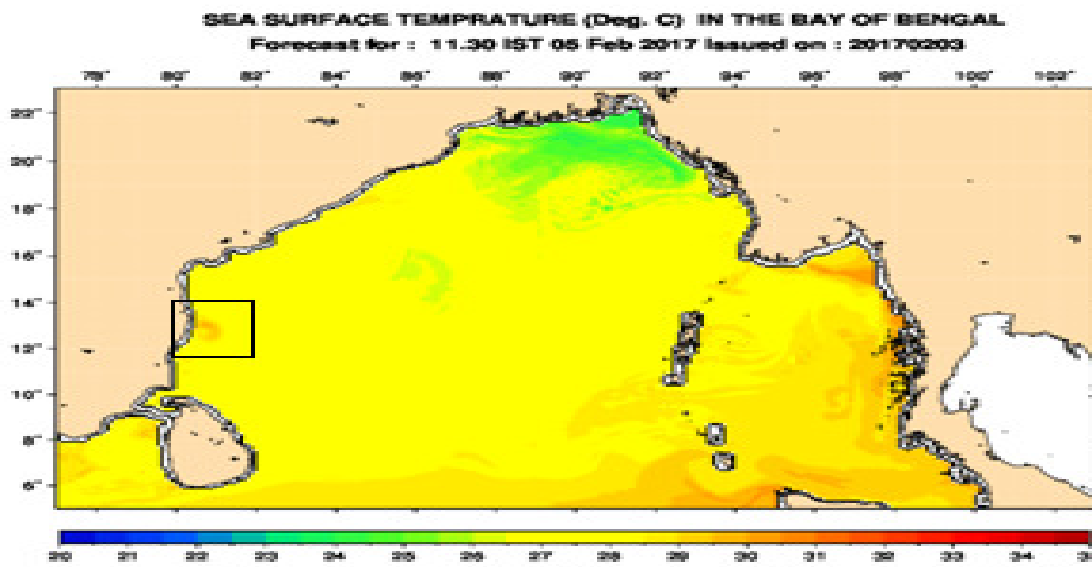 SEA SURFACE TEMPRATURE (Deg. C) IN THE BAY OF BENGAL
Forecast for : 11.30 IST 05 Feb 2017 Issued on : 20170203
78° 80° 82° 84° 86° 88° 90° 92° 94° 96° 98° 100° 102°
22°
20°
18°
16°
14°
12°
10°
8°
6°
20 21 22 23 24 25 26 27 28 29 30 31 32 33 34